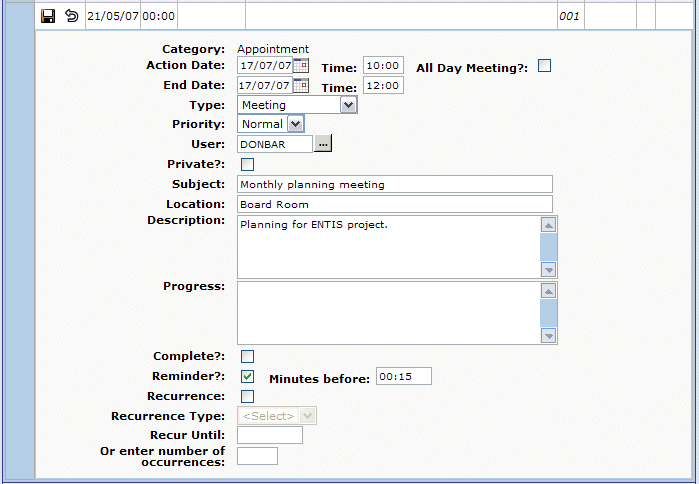 21/05/07 00:00 001
Category: Appointment
Action Date: 17/07/07 Time: 10:00 All Day Meeting?:
End Date: 17/07/07 Time: 12:00
Type: Meeting
Priority: Normal
User: DONBAR ...
Private?:
Subject: Monthly planning meeting
Location: Board Room
Description: Planning for ENTIS project.
Progress:
Complete?:
Reminder?: Minutes before: 00:15
Recurrence:
Recurrence Type: <Select>
Recur Until:
Or enter number of
occurrences: